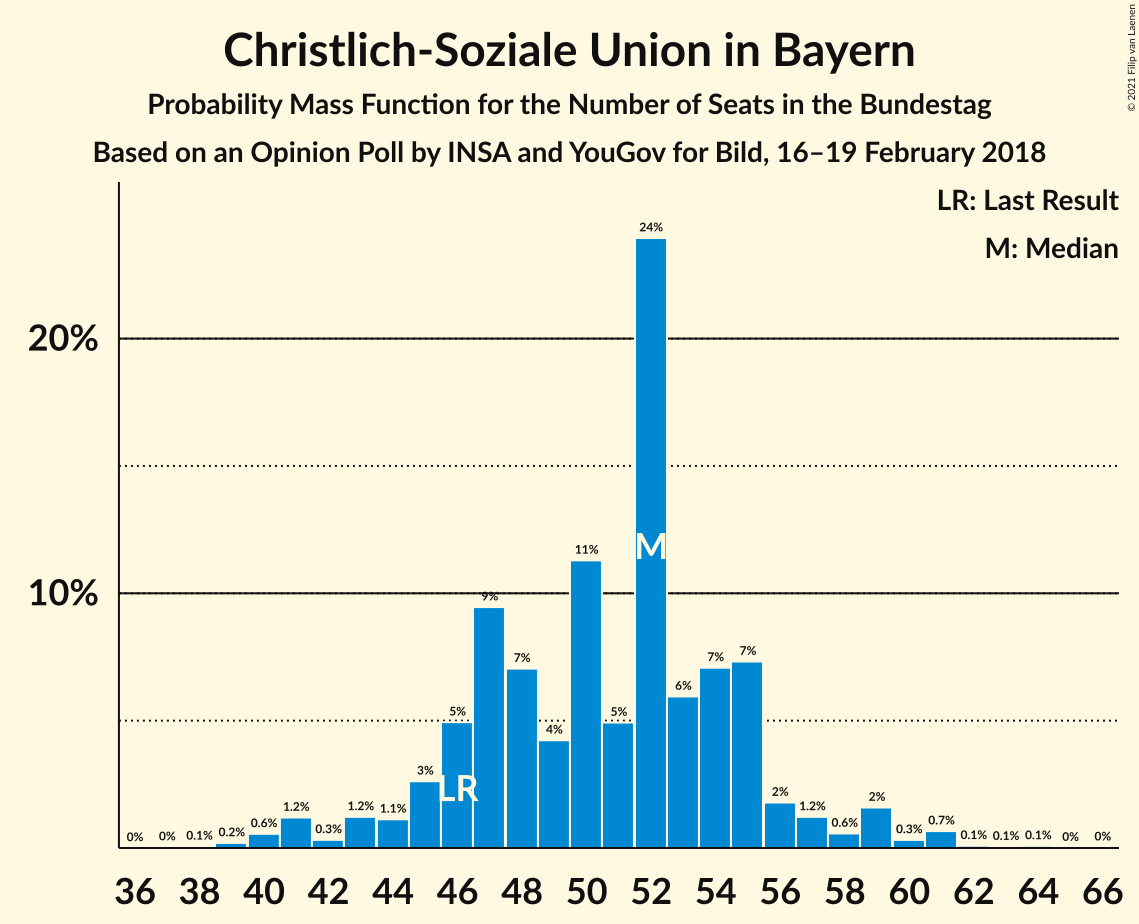 Christlich-Soziale Union in Bayern
Probability Mass Function for the Number of Seats in the Bundestag
Based on an Opinion Poll by INSA and YouGov for Bild, 16–19 February 2018
© 2021 Filip van Laenen
LR: Last Result
M: Median
20%
10%
0% 0% 0.1% 0.2% 0.6% 1.2% 0.3% 1.2% 1.1% 3% 5% 9% 7% 4% 11% 5% 24% 6% 7% 7% 2% 1.2% 0.6% 2% 0.3% 0.7% 0.1% 0.1% 0.1% 0% 0%
LR
M
36 38 40 42 44 46 48 50 52 54 56 58 60 62 64 66